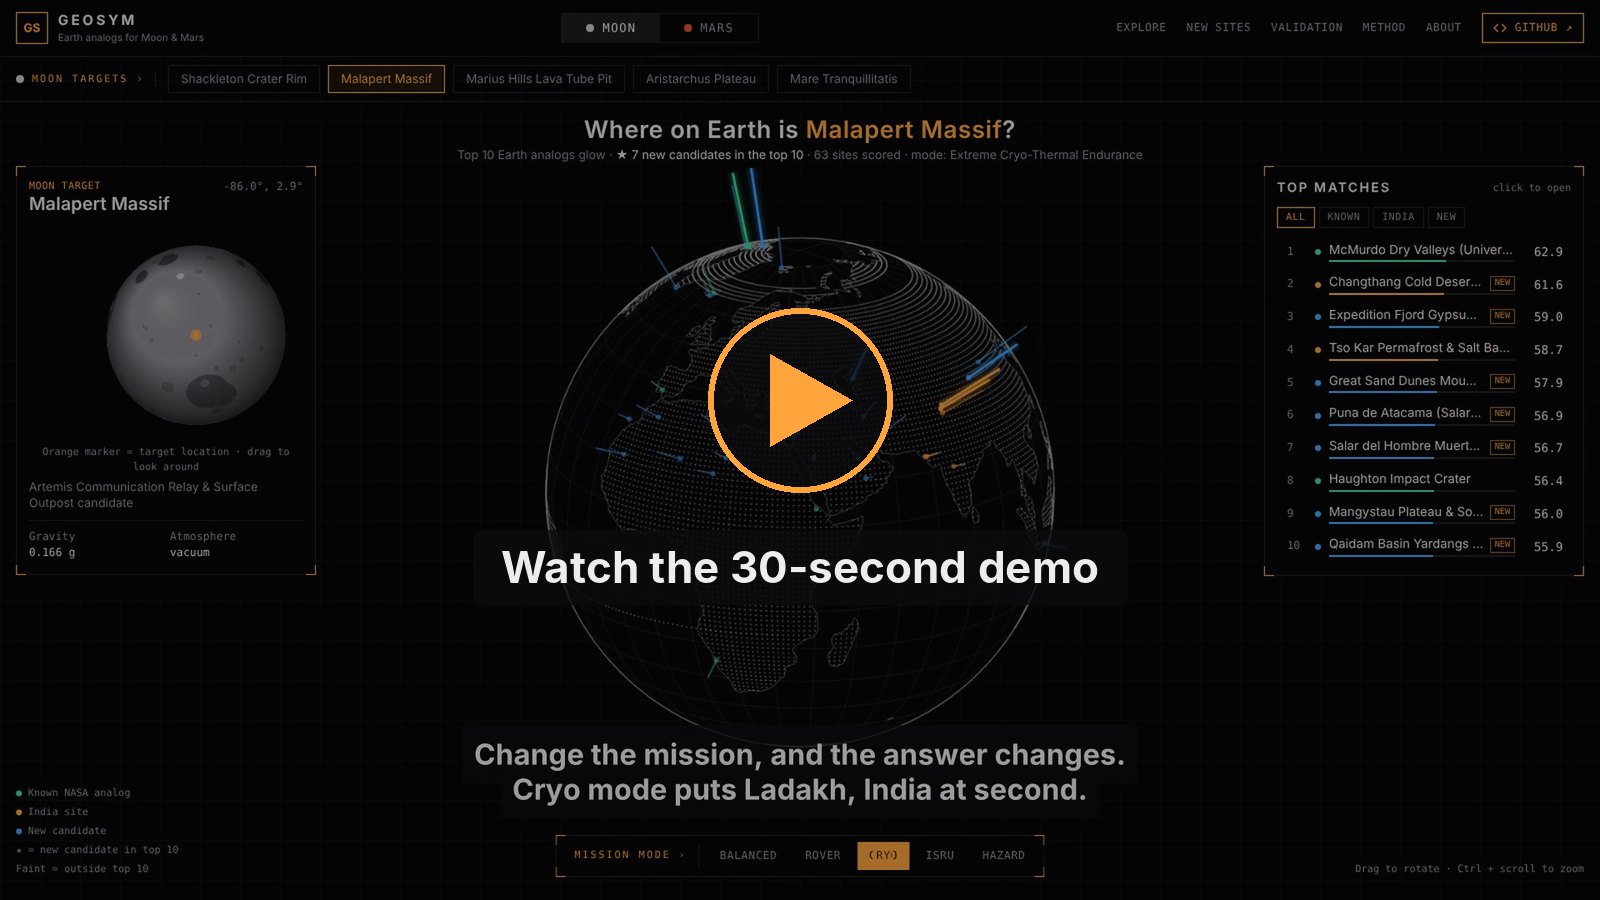 GS
GEOSYM
Earth analogs for Moon & Mars
MOON
MARS
EXPLORE
NEW SITES
VALIDATION
METHOD
ABOUT
<> GITHUB ↗
MOON TARGETS ›
Shackleton Crater Rim
Malapert Massif
Marius Hills Lava Tube Pit
Aristarchus Plateau
Mare Tranquillitatis
Where on Earth is Malapert Massif?
Top 10 Earth analogs glow · ★ 7 new candidates in the top 10 · 63 sites scored · mode: Extreme Cryo-Thermal Endurance
MOON TARGET
-86.0°, 2.9°
Malapert Massif
Orange marker = target location · drag to
look around
Artemis Communication Relay & Surface
Outpost candidate
Gravity
Atmosphere
0.166 g
vacuum
TOP MATCHES
click to open
ALL
KNOWN
INDIA
NEW
1 McMurdo Dry Valleys (Univer... 62.9
2 Changthang Cold Deser... NEW 61.6
3 Expedition Fjord Gypsu... NEW 59.0
4 Tso Kar Permafrost & Salt Ba... 58.7
5 Great Sand Dunes Mou... NEW 57.9
6 Puna de Atacama (Salar... NEW 56.9
7 Salar del Hombre Muert... NEW 56.7
8 Haughton Impact Crater 56.4
9 Mangystau Plateau & So... NEW 56.0
10 Qaidam Basin Yardangs ... NEW 55.9
Watch the 30-second demo
Change the mission, and the answer changes.
Cryo mode puts Ladakh, India at second.
Known NASA analog
India site
New candidate
★ = new candidate in top 10
Faint = outside top 10
MISSION MODE ›
BALANCED
ROVER
CRYO
ISRU
HAZARD
Drag to rotate · Ctrl + scroll to zoom